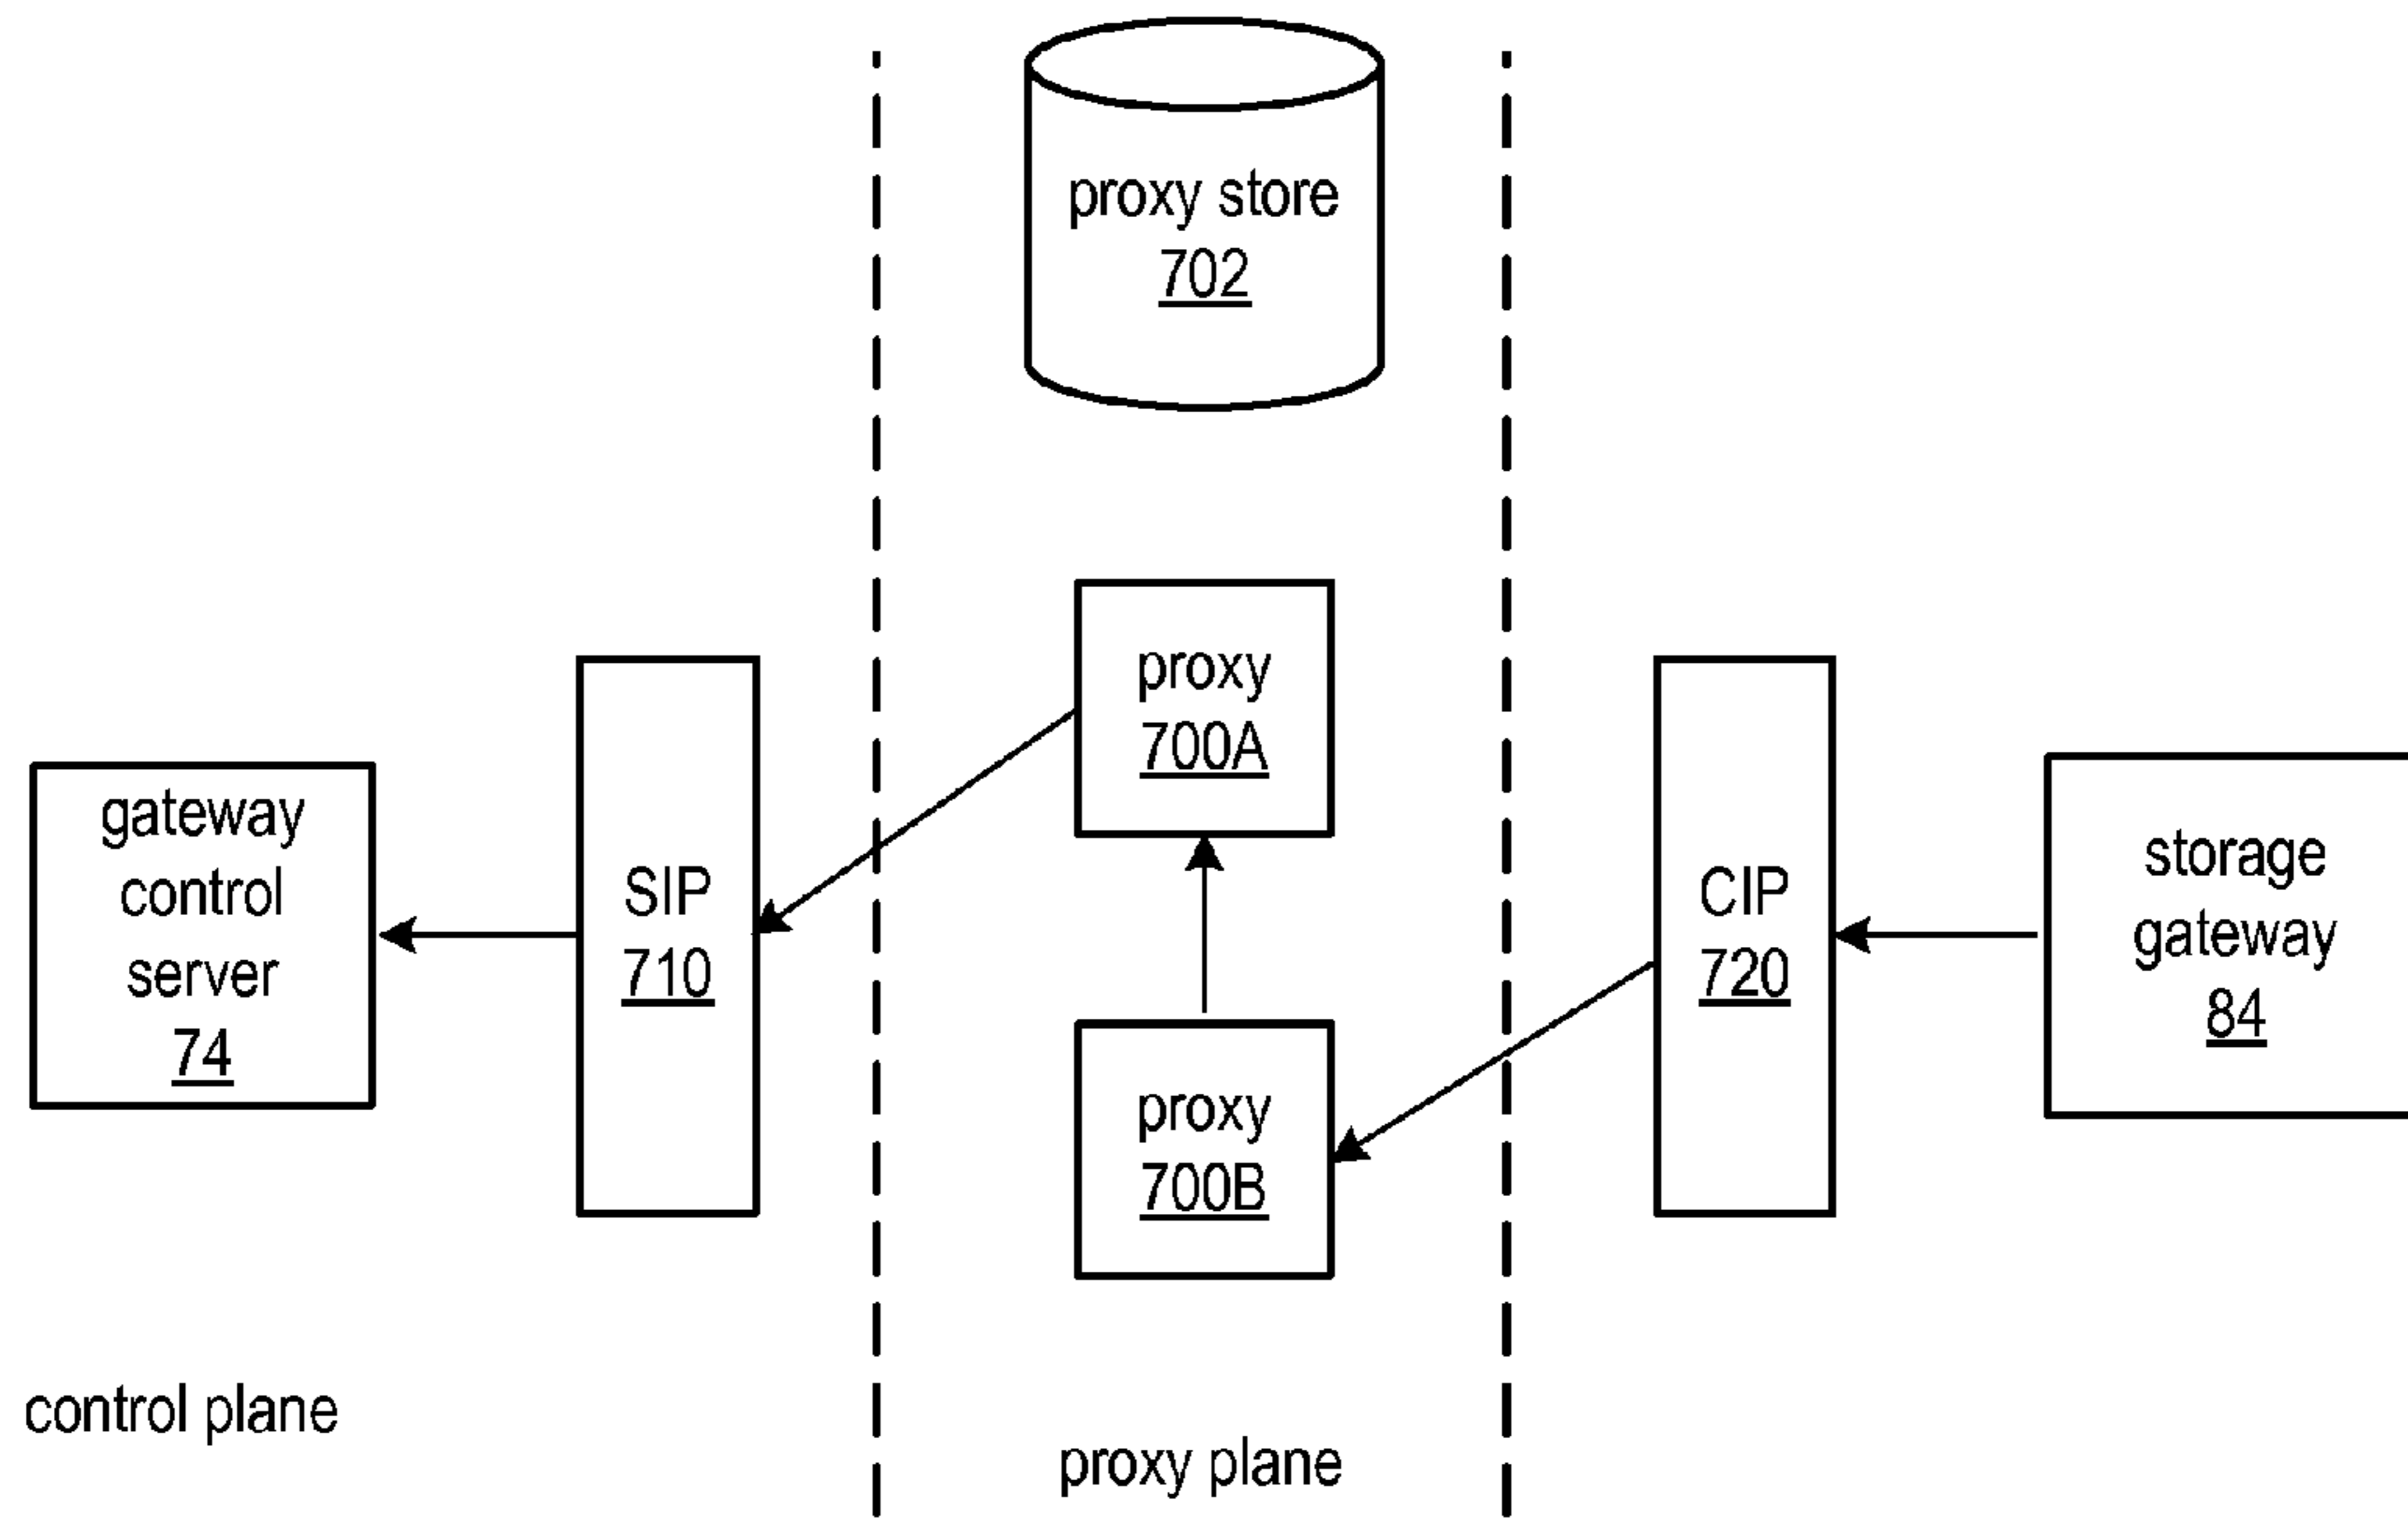 proxy store
702
proxy
700A
gateway
control
server
74
SIP
710
CIP
720
storage
gateway
84
proxy
700B
control plane
proxy plane